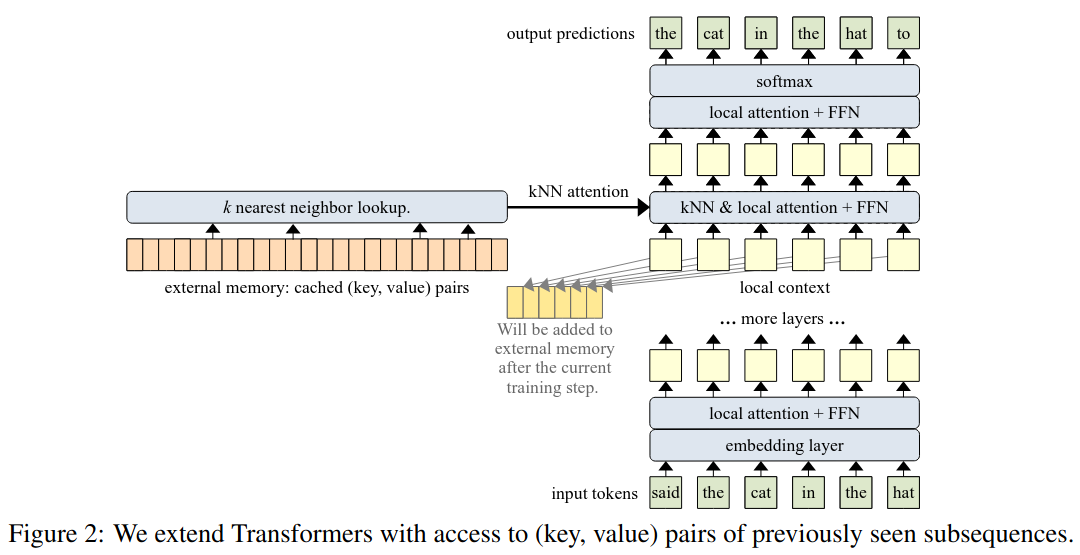 output predictions the cat in the hat to
softmax
local attention + FFN
kNN attention
k nearest neighbor lookup.
kNN & local attention + FFN
external memory: cached (key, value) pairs
local context
Will be added to
external memory
after the current
training step.
... more layers ...
local attention + FFN
embedding layer
input tokens said the cat in the hat
Figure 2: We extend Transformers with access to (key, value) pairs of previously seen subsequences.